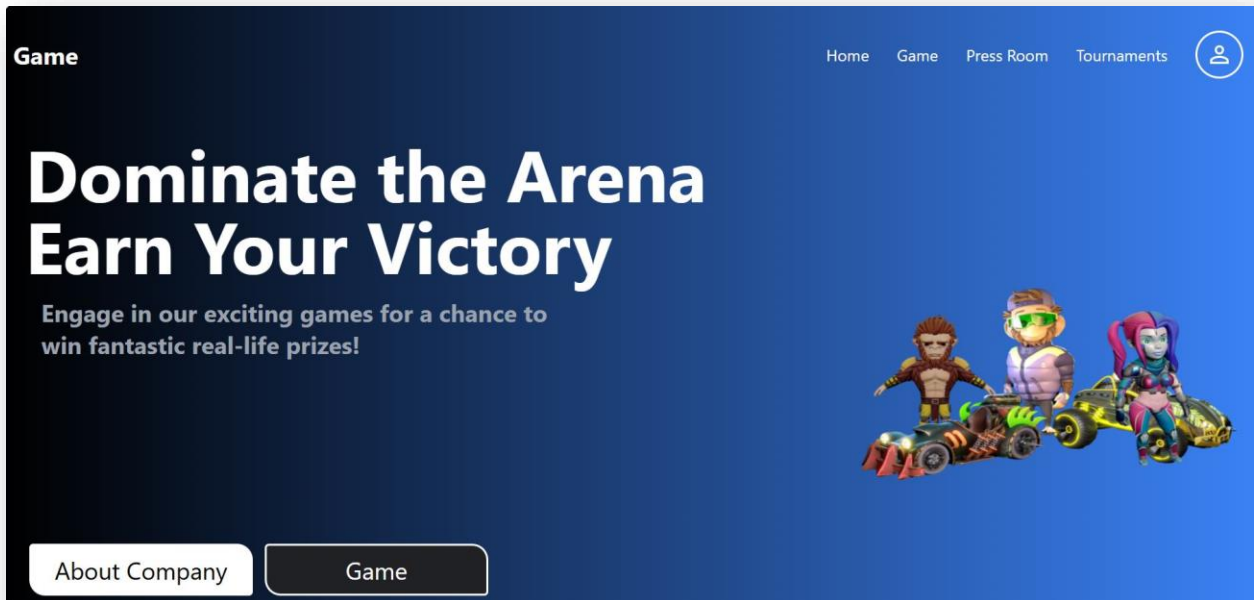 Game
Home Game Press Room Tournaments
Dominate the Arena
Earn Your Victory
Engage in our exciting games for a chance to
win fantastic real-life prizes!
About Company
Game